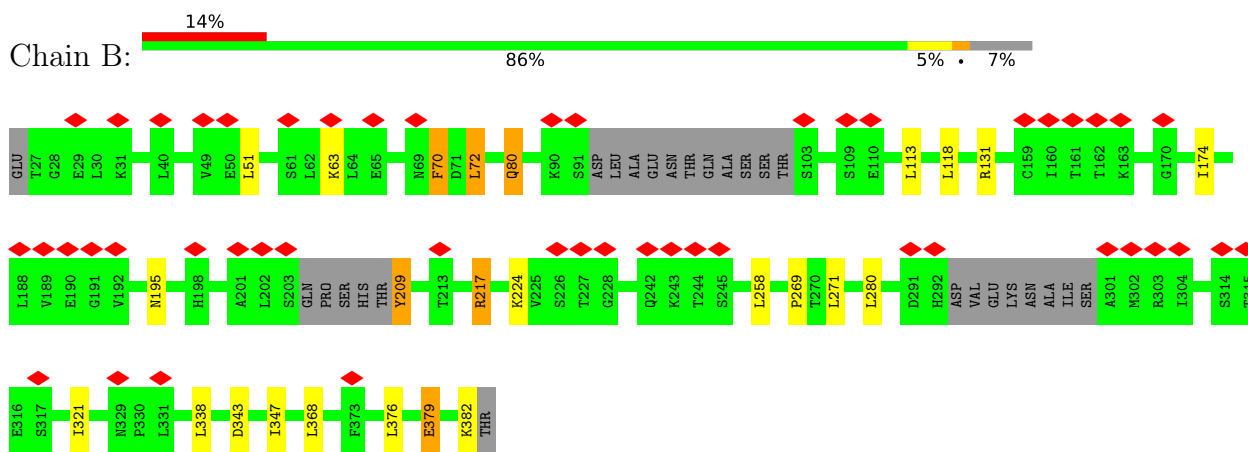 14%
Chain B:
86% 5% • 7%
GLU T27 G28 E29 L30 K31 L40 V49 E50 L51 S61 L62 K63 L64 E65 N69 F70 D71 L72 Q80 K90 S91 ASP LEU ALA GLU ASN THR GLN ALA SER SER THR S103 S109 E110 L113 L118 R131 C159 I160 T161 T162 K163 G170 I174
L188 V189 E190 G191 V192 N195 H198 A201 L202 S203 GLN PRO SER HIS THR Y209 T213 R217 K224 V225 S226 T227 G228 Q242 K243 T244 S245 L258 P269 T270 L271 L280 D291 H292 ASP VAL GLU LYS ASN ALA ILE SER A301 M302 R303 I304 S314 T315
E316 S317 I321 N329 P330 L331 L338 D343 I347 L368 F373 L376 E379 K382 THR